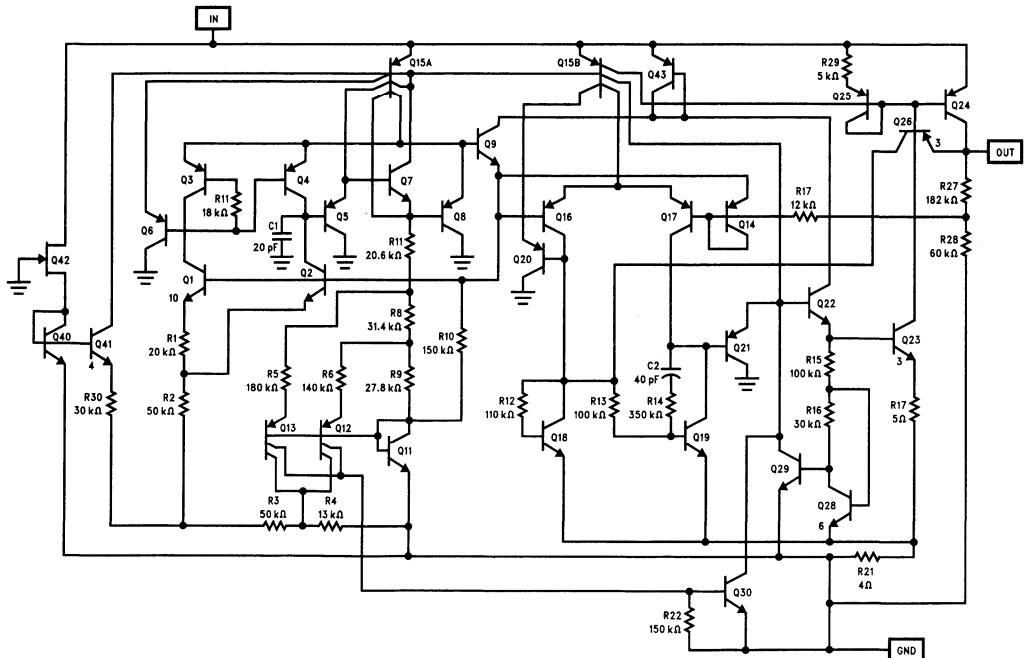 IN
Q15A
Q15B
Q43
R29
5 kΩ
Q25
Q24
Q26
3
OUT
Q9
Q3
R11
18 kΩ
Q4
Q7
Q6
C1
20 pF
Q5
Q8
R11
20.6 kΩ
Q16
Q17
Q14
R17
12 kΩ
R27
182 kΩ
R28
60 kΩ
Q42
Q20
Q1
10
Q2
R8
31.4 kΩ
R10
150 kΩ
Q22
Q23
3
Q40
Q41
4
R1
20 kΩ
R5
180 kΩ
R6
140 kΩ
R9
27.8 kΩ
C2
40 pF
Q21
R15
100 kΩ
R30
30 kΩ
R2
50 kΩ
R12
110 kΩ
R13
100 kΩ
R14
350 kΩ
R16
30 kΩ
R17
5Ω
Q13
Q12
Q11
Q18
Q19
Q29
Q28
6
R3
50 kΩ
R4
13 kΩ
R21
4Ω
Q30
R22
150 kΩ
GND